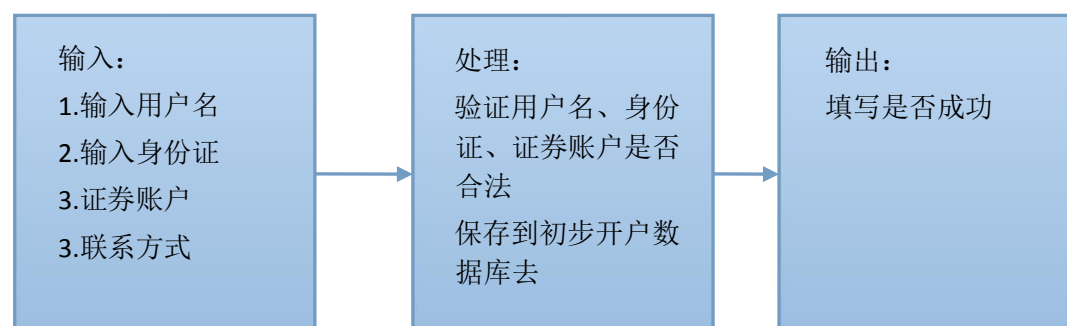 输入：
1.输入用户名
2.输入身份证
3.证券账户
3.联系方式
处理：
验证用户名、身份
证、证券账户是否
合法
保存到初步开户数
据库去
输出：
填写是否成功